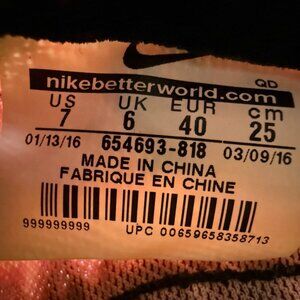 nikebetterworld.com QD
US UK EUR cm
7 6 40 25
01/13/16 654693-818 03/09/16
MADE IN CHINA
FABRIQUE EN CHINE
999999999
UPC 00659658358713